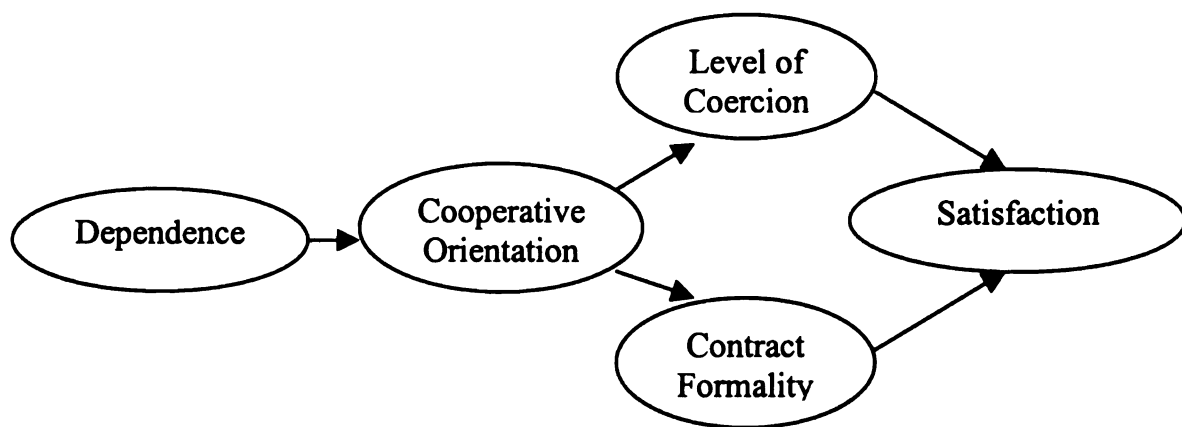 Dependence
Cooperative
Orientation
Level of
Coercion
Contract
Formality
Satisfaction